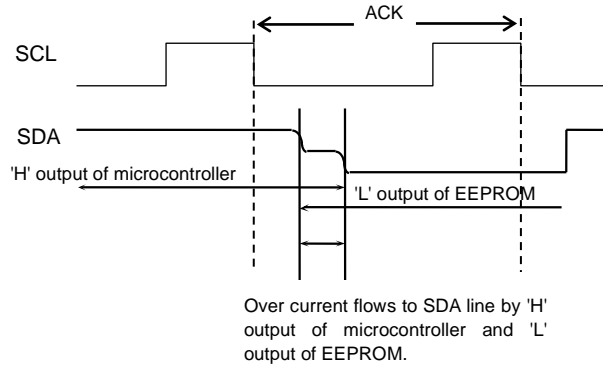 ACK
SCL
SDA
'H' output of microcontroller
'L' output of EEPROM
Over current flows to SDA line by 'H'
output of microcontroller and 'L'
output of EEPROM.